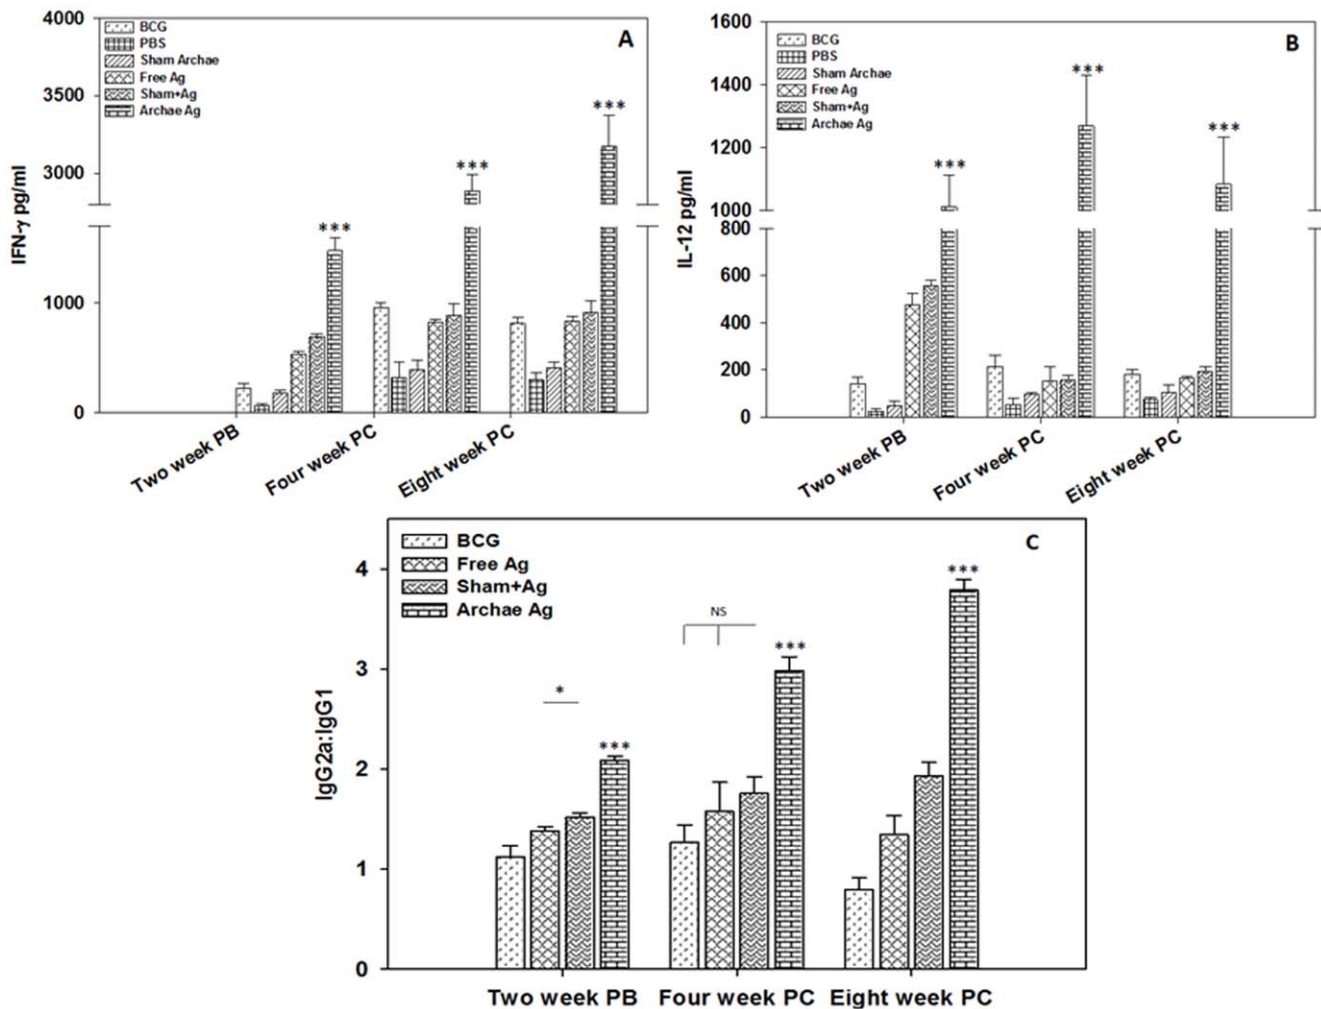 A
BCG
PBS
Sham Archae
Free Ag
Sham+Ag
Archae Ag
IFN-γ pg/ml
4000
3500
3000
1000
0
***
***
***
Two week PB
Four week PC
Eight week PC
B
BCG
PBS
Sham Archae
Free Ag
Sham+Ag
Archae Ag
IL-12 pg/ml
1600
1400
1200
1000
800
600
400
200
0
***
***
***
Two week PB
Four week PC
Eight week PC
C
BCG
Free Ag
Sham+Ag
Archae Ag
IgG2a:IgG1
4
3
2
1
0
*
***
NS
***
***
Two week PB
Four week PC
Eight week PC